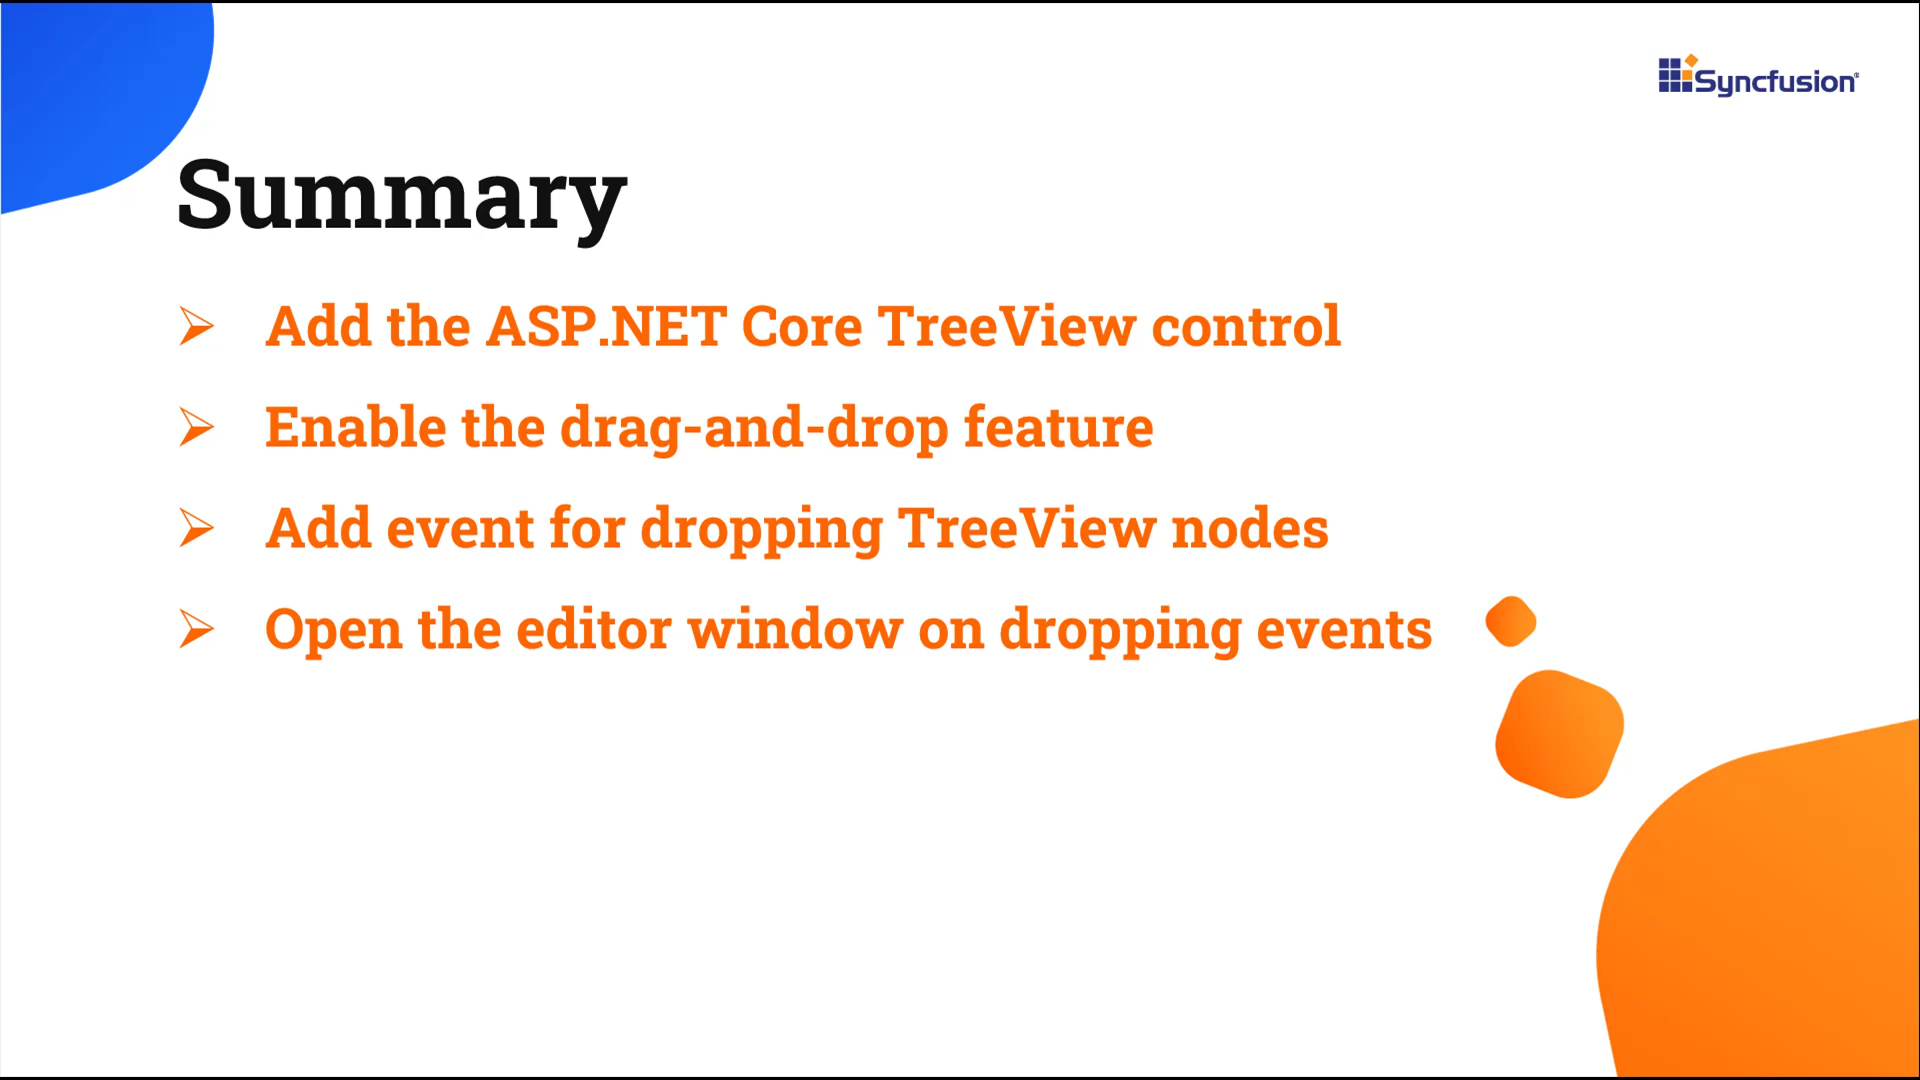 Syncfusion®
Summary
➢ Add the ASP.NET Core TreeView control
➢ Enable the drag-and-drop feature
➢ Add event for dropping TreeView nodes
➢ Open the editor window on dropping events